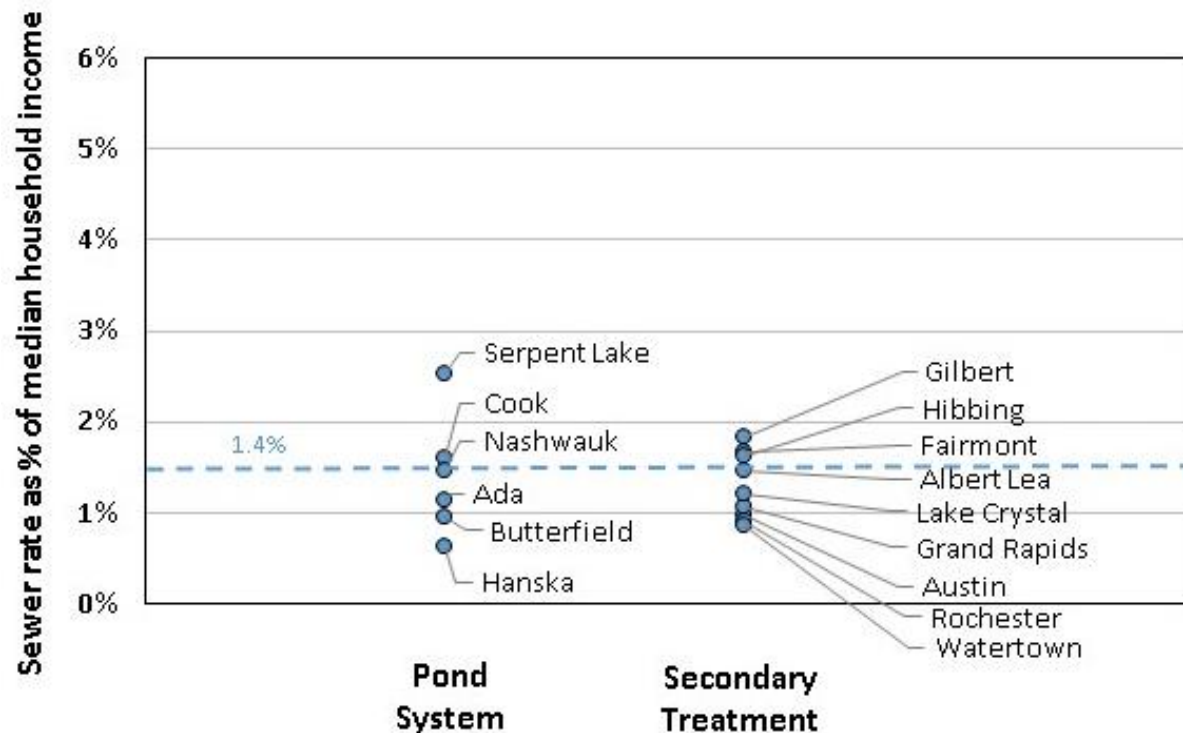 Sewer rate as % of median household income
6%
5%
4%
3%
2%
1%
0%
1.4%
Serpent Lake
Cook
Nashwauk
Ada
Butterfield
Hanska
Gilbert
Hibbing
Fairmont
Albert Lea
Lake Crystal
Grand Rapids
Austin
Rochester
Watertown
Pond
System
Secondary
Treatment